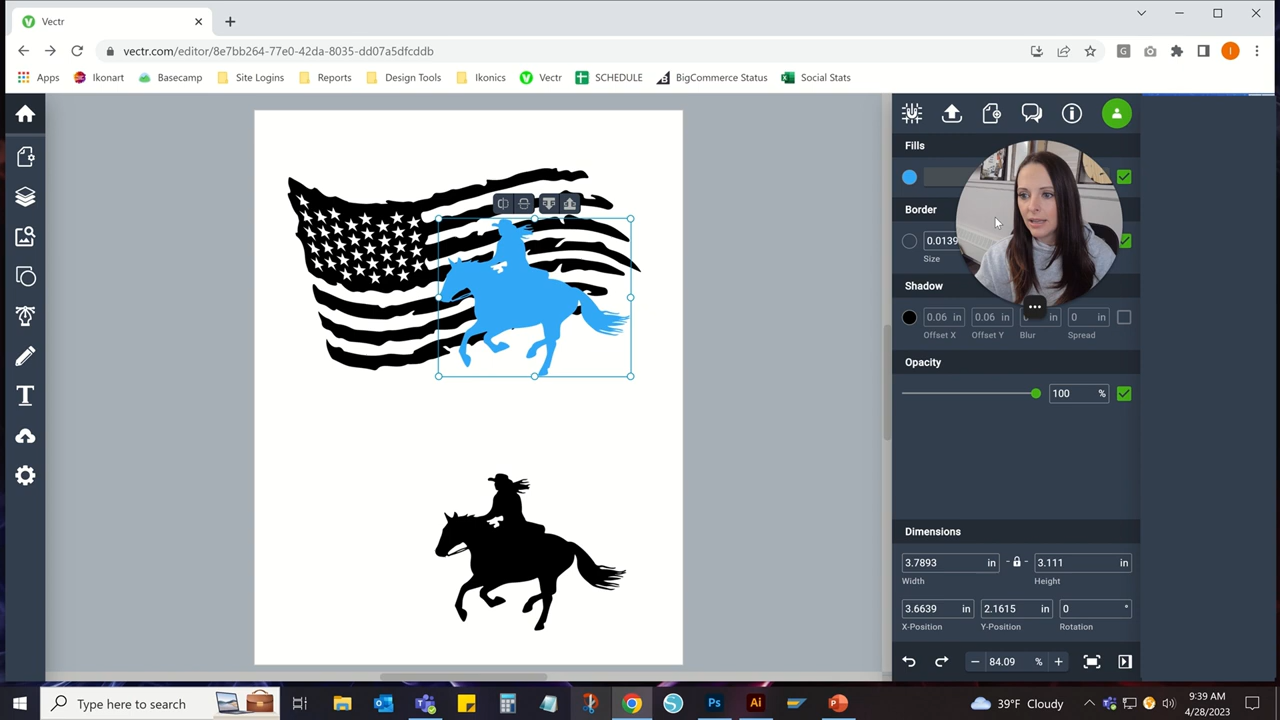 Vectr
vectr.com/editor/8e7bb264-77e0-42da-8035-dd07a5dfcddb
G
Apps Ikonart Basecamp Site Logins Reports Design Tools Ikonics Vectr SCHEDULE BigCommerce Status Social Stats
Fills
Border
0.0139
Size
Shadow
0.06 in 0.06 in in 0 in
Offset X Offset Y Blur Spread
Opacity
100 %
Dimensions
3.7893 in 3.111 in
Width Height
3.6639 in 2.1615 in 0 °
X-Position Y-Position Rotation
84.09 %
Type here to search
Ps
Ai
39°F Cloudy
9:39 AM
4/28/2023